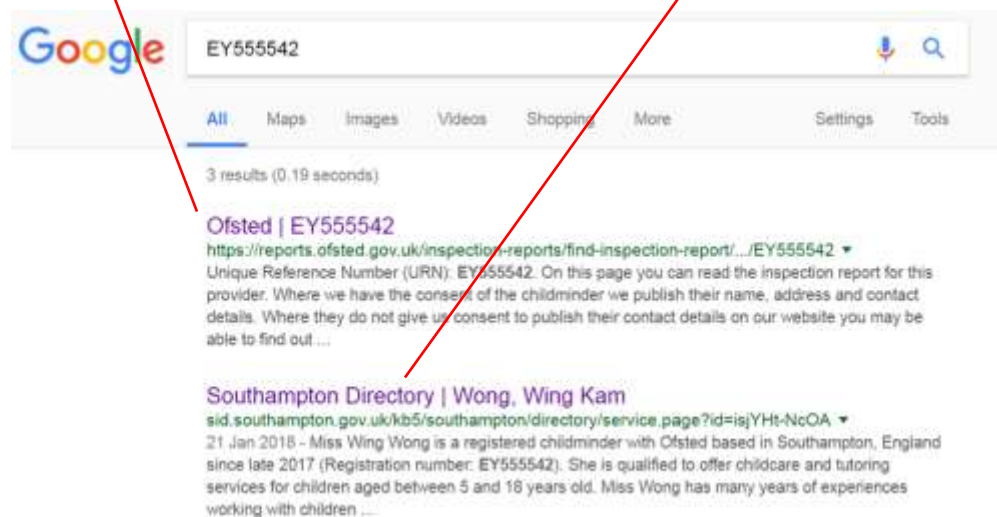 Google EY555542
All Maps Images Videos Shopping More Settings Tools
3 results (0.19 seconds)
Ofsted | EY555542
https://reports.ofsted.gov.uk/inspection-reports/find-inspection-report/.../EY555542
Unique Reference Number (URN): EY555542. On this page you can read the inspection report for this
provider. Where we have the consent of the childminder we publish their name, address and contact
details. Where they do not give us consent to publish their contact details on our website you may be
able to find out ...
Southampton Directory | Wong, Wing Kam
sid.southampton.gov.uk/kb5/southampton/directory/service.page?id=isjYHt-NcOA
21 Jan 2018 - Miss Wing Wong is a registered childminder with Ofsted based in Southampton, England
since late 2017 (Registration number: EY555542). She is qualified to offer childcare and tutoring
services for children aged between 5 and 18 years old. Miss Wong has many years of experiences
working with children ...